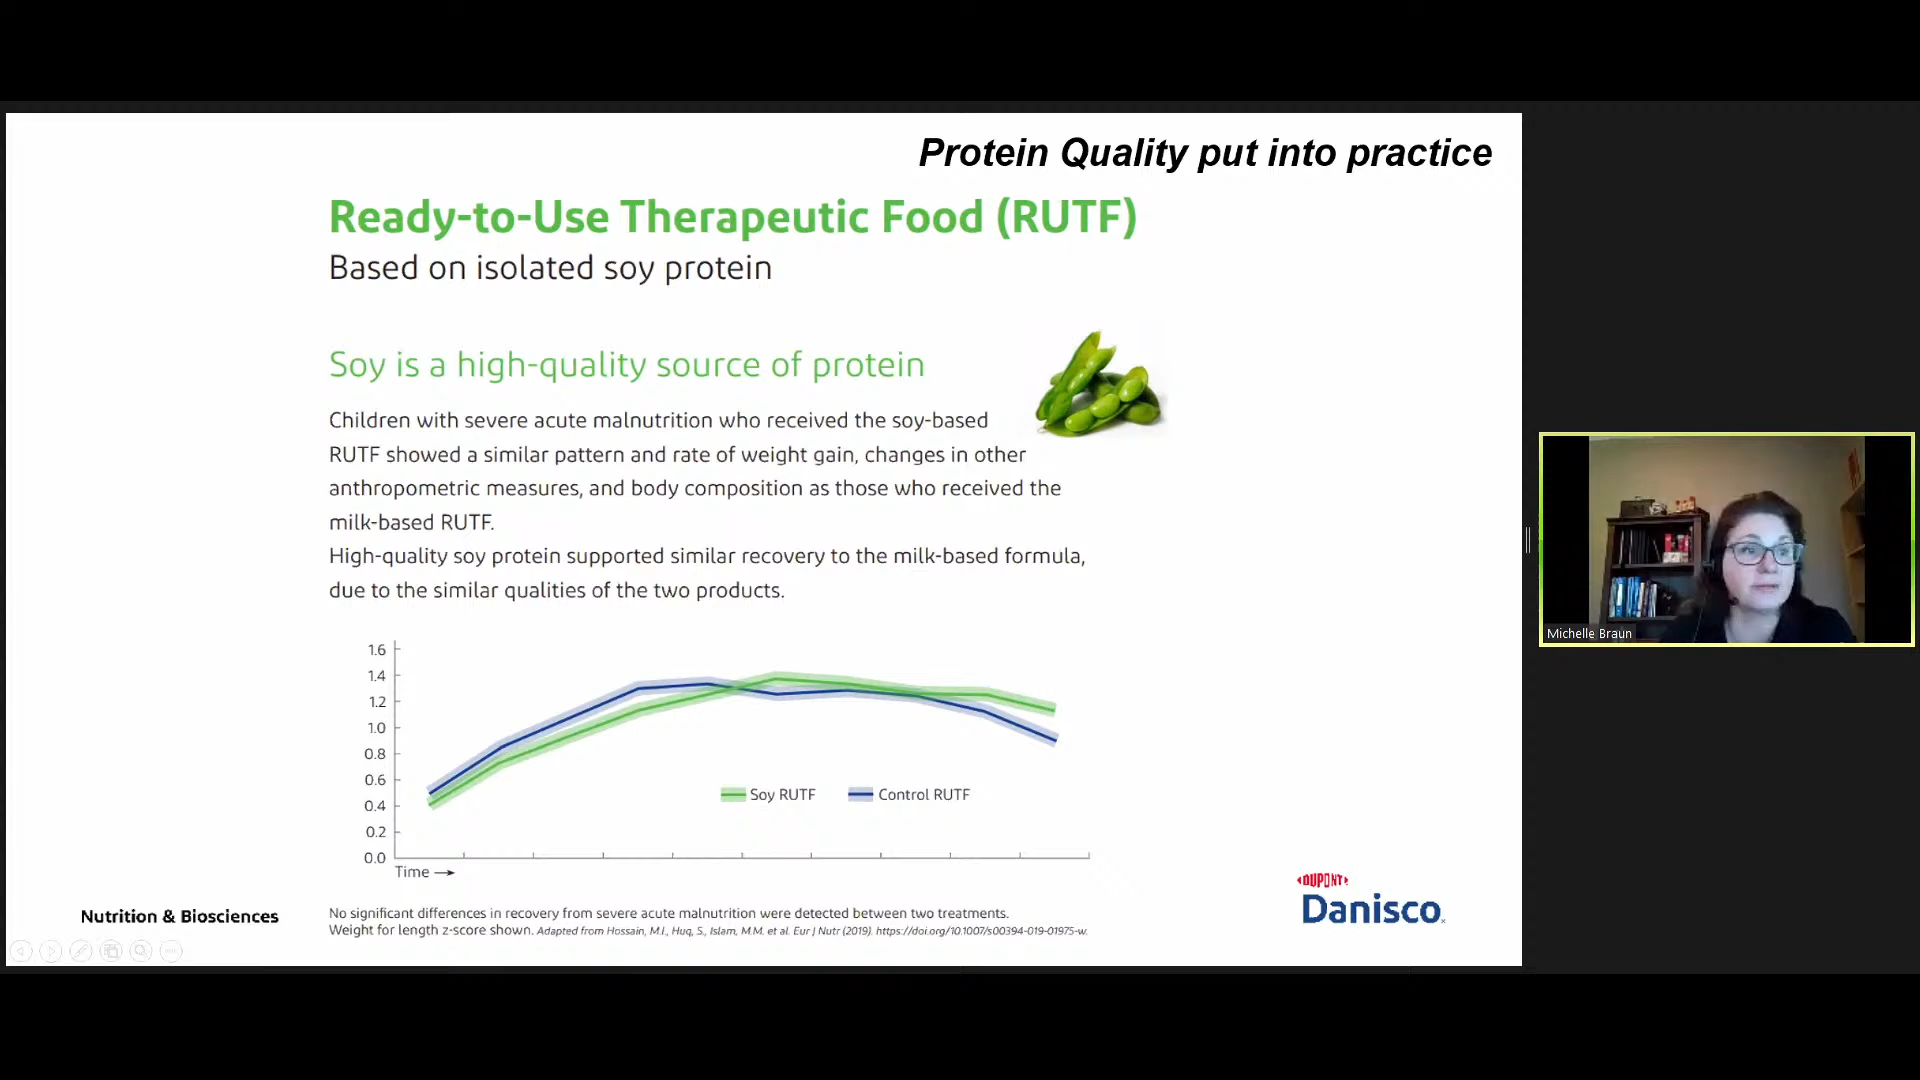 Protein Quality put into practice
Ready-to-Use Therapeutic Food (RUTF)
Based on isolated soy protein
Soy is a high-quality source of protein
Children with severe acute malnutrition who received the soy-based
RUTF showed a similar pattern and rate of weight gain, changes in other
anthropometric measures, and body composition as those who received the
milk-based RUTF.
High-quality soy protein supported similar recovery to the milk-based formula,
due to the similar qualities of the two products.
1.6
1.4
1.2
1.0
0.8
0.6
0.4
0.2
0.0
Soy RUTF
Control RUTF
Time
No significant differences in recovery from severe acute malnutrition were detected between two treatments.
Weight for length z-score shown. Adapted from Hossain, M.I., Huq, S., Islam, M.M. et al. Eur J Nutr (2019). https://doi.org/10.1007/s00394-019-01975-w.
Nutrition & Biosciences
DUPONT
Danisco.
Michelle Braun